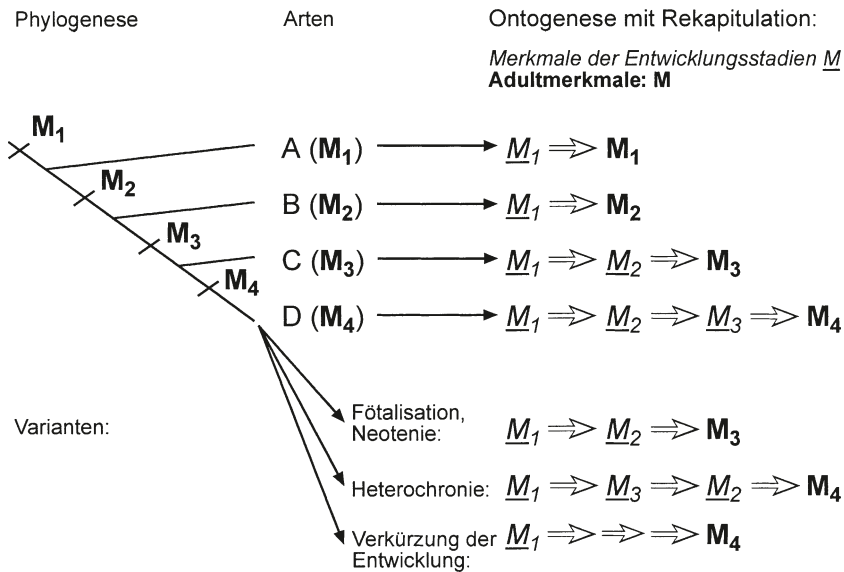 Phylogenese Arten Ontogenese mit Rekapitulation:
Merkmale der Entwicklungsstadien M
Adultmerkmale: M
M1
A (M1) M1 M1
M2
B (M2) M1 M2
M3
C (M3) M1 M2 M3
M4
D (M4) M1 M2 M3 M4
Varianten:
Fötalisation,
Neotenie: M1 M2 M3
Heterochronie: M1 M3 M2 M4
Verkürzung der
Entwicklung: M1 M4